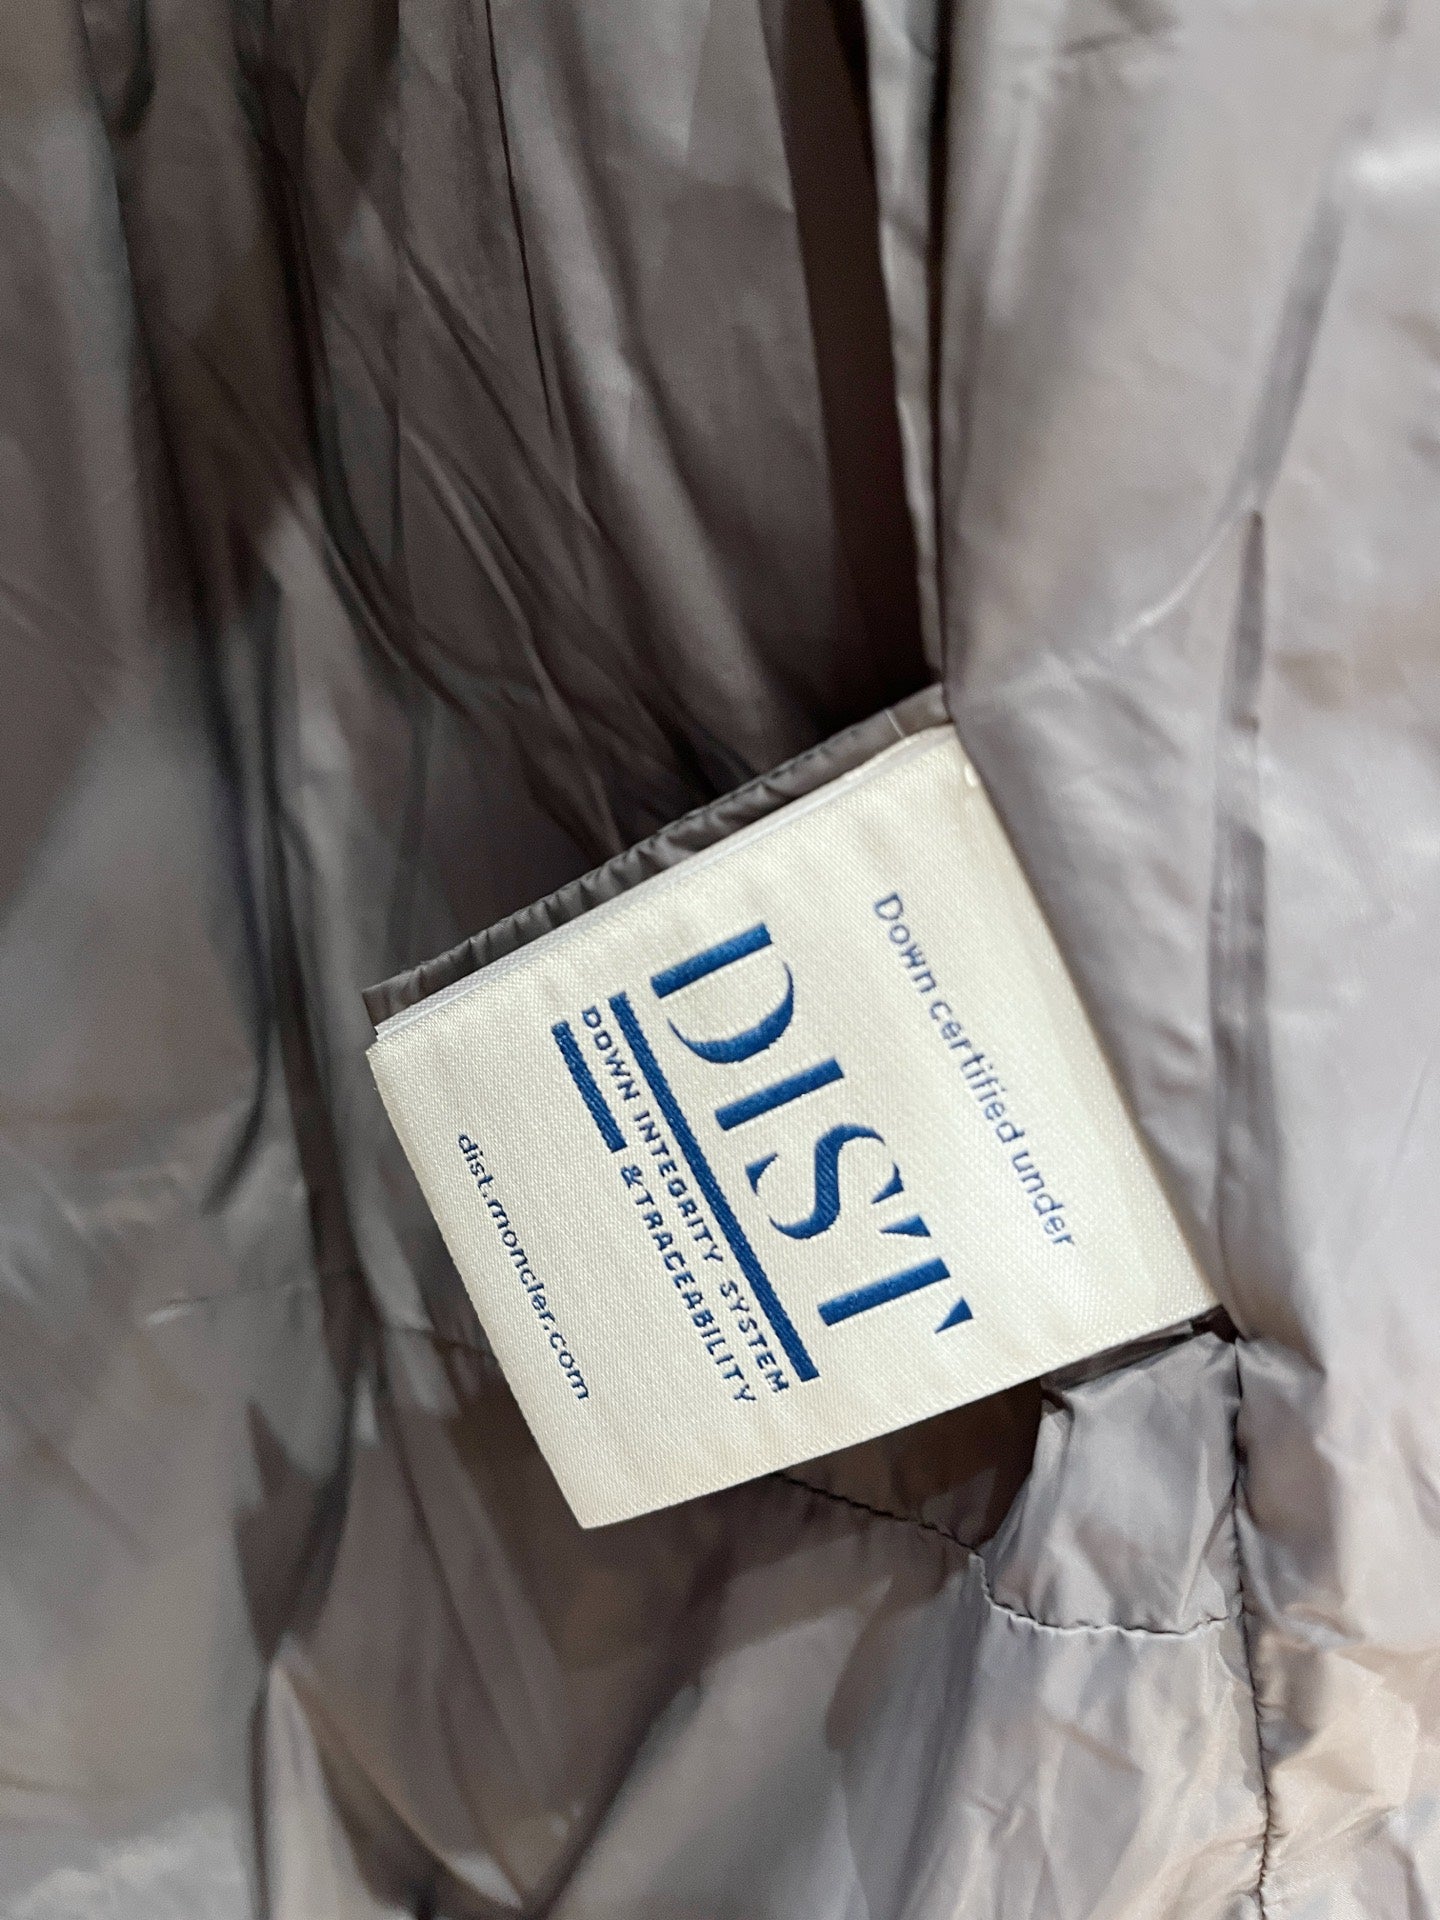 Down certified under
DIST
DOWN INTEGRITY SYSTEM
& TRACEABILITY
dist.moncler.com